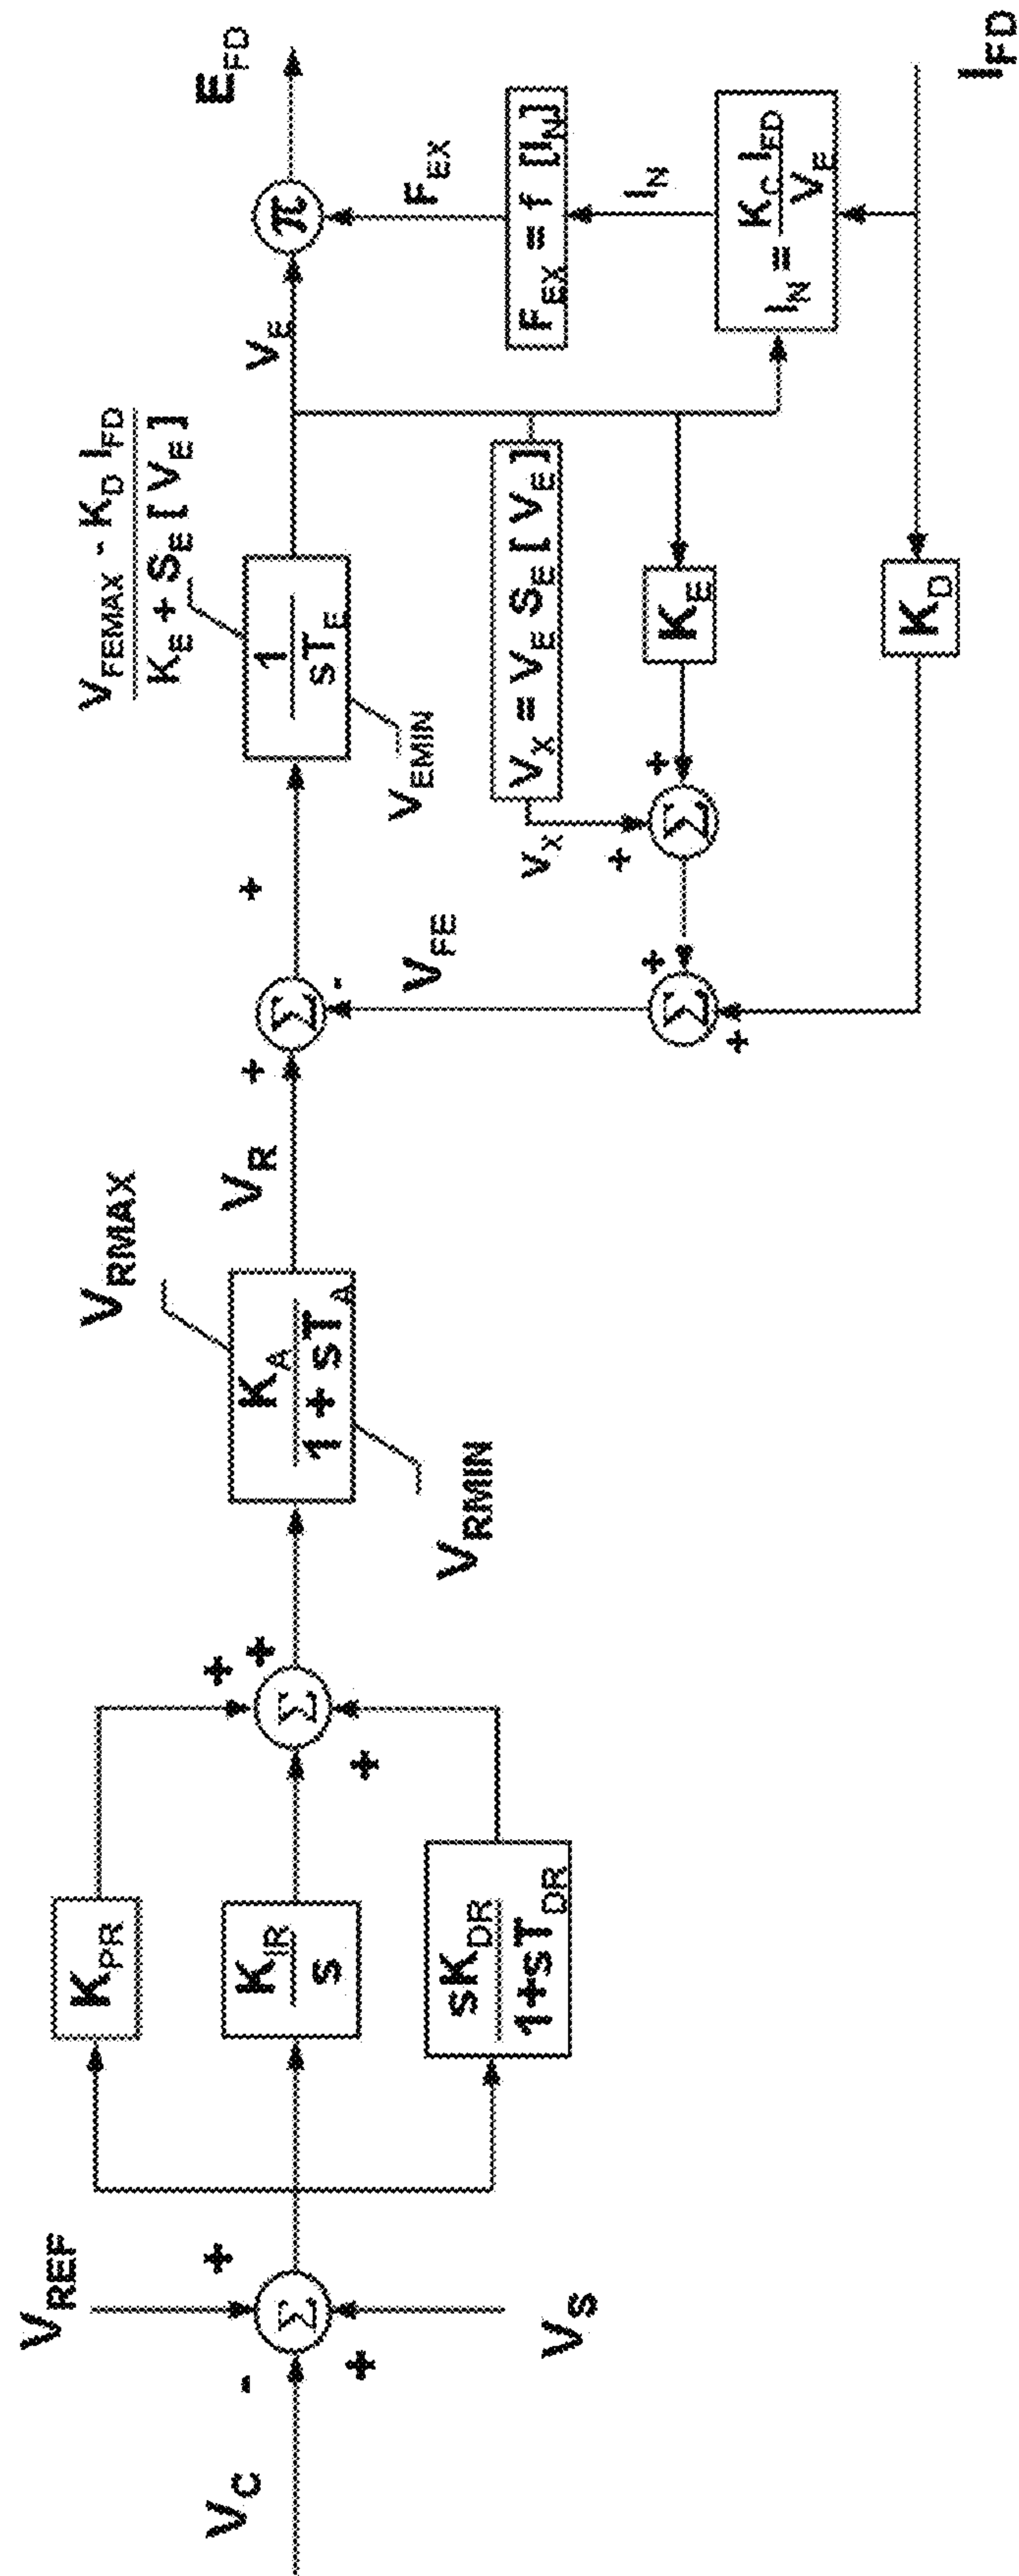 V_C
-
V_REF
+
Σ
+
V_S
K_PR
K_IR
s
sK_DR
1+sT_DR
+
+
Σ
+
V_RMAX
K_A
1 + sT_A
V_RMIN
V_R
+
Σ
+
-
V_FE
V_FEMAX - K_D I_FD
K_E + S_E [ V_E ]
1
sT_E
V_EMIN
V_E
π
E_FD
F_EX
F_EX = f [I_N]
I_N
I_N = K_C I_FD
V_E
V_X = V_E S_E [ V_E ]
V_X
+
Σ
+
K_E
+
Σ
+
K_D
I_FD